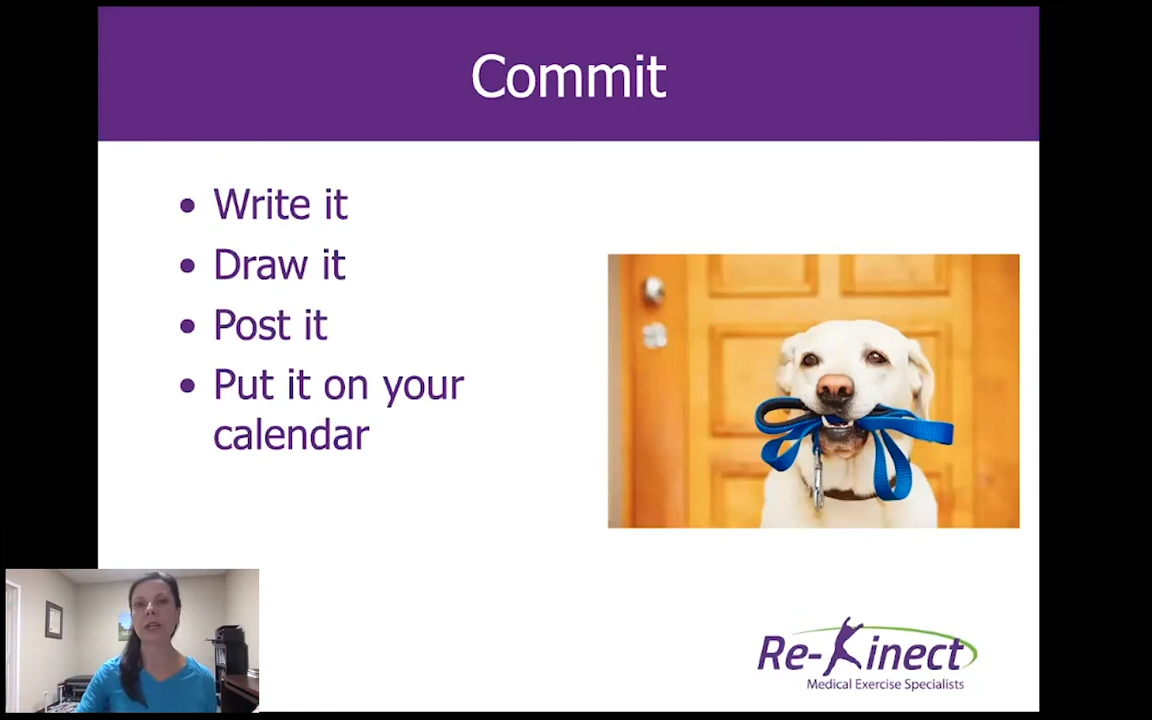 Commit
• Write it
• Draw it
• Post it
• Put it on your
calendar
Re-Kinect
Medical Exercise Specialists